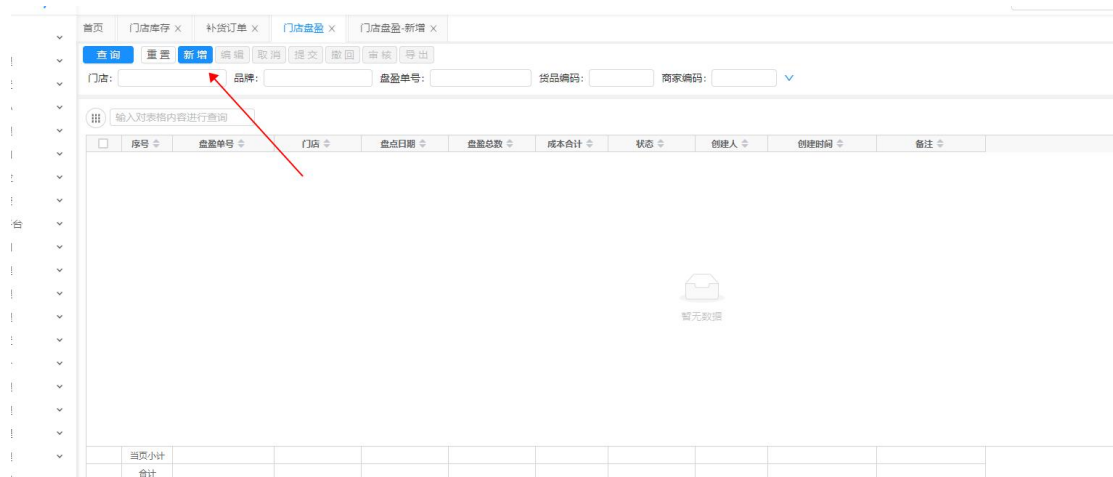 首页 门店库存 × 补货订单 × 门店盘盈 × 门店盘盈-新增 ×
查询 重置 新增 编辑 取消 提交 撤回 审核 导出
门店: 品牌: 盘盈单号: 货品编码: 商家编码:
输入对表格内容进行查询
序号 盘盈单号 门店 盘点日期 盘盈总数 成本合计 状态 创建人 创建时间 备注
台
暂无数据
当页小计
合计